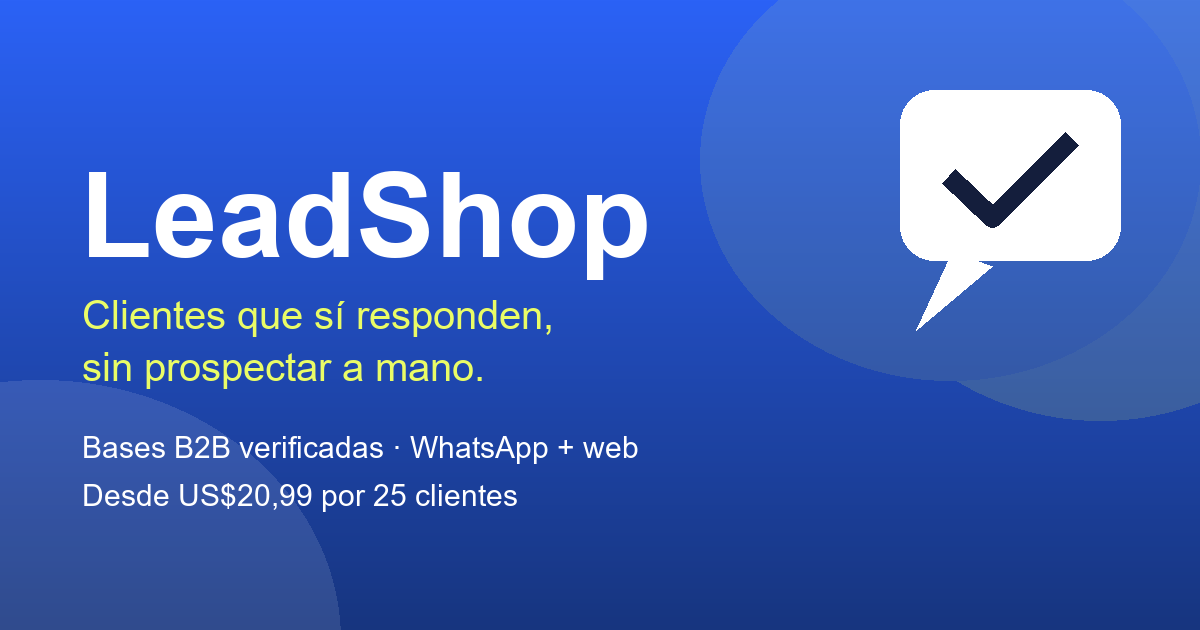 LeadShop
Clientes que sí responden,
sin prospectar a mano.
Bases B2B verificadas · WhatsApp + web
Desde US$20,99 por 25 clientes